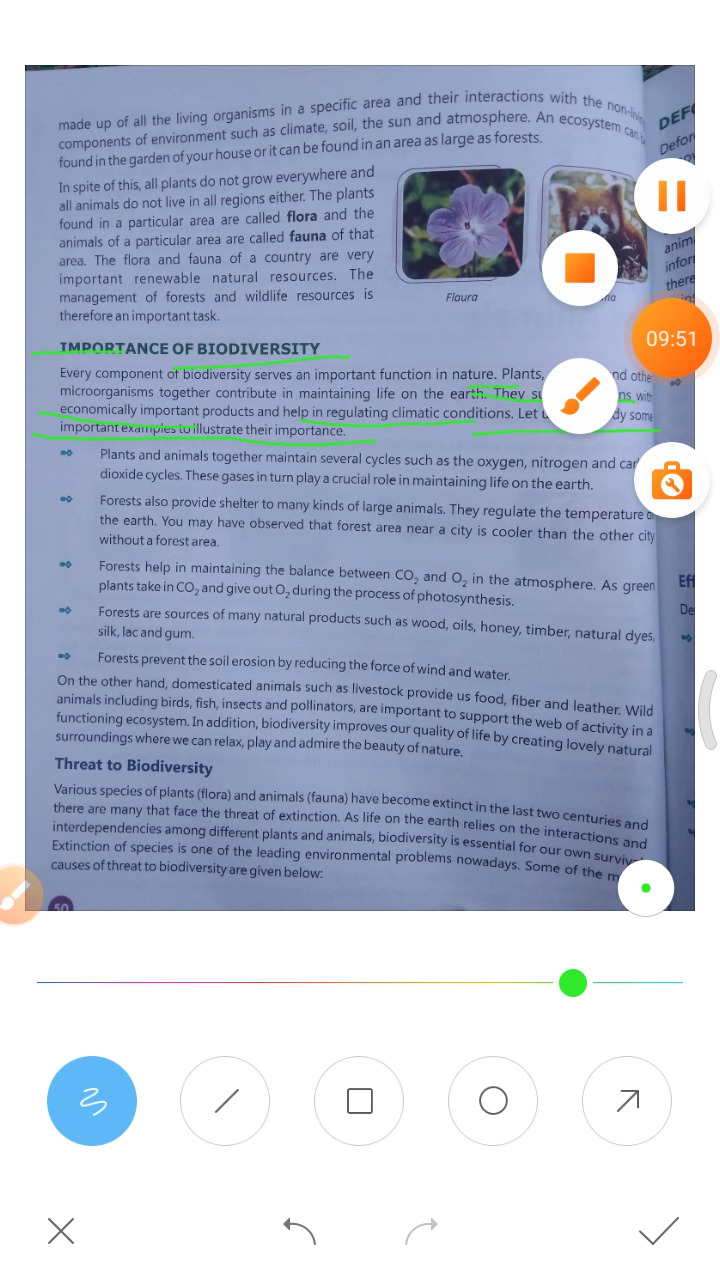 made up of all the living organisms in a specific area and their interactions with the
components of environment such as climate, soil, the sun and atmosphere. An ecosystem can
found in the garden of your house or it can be found in an area as large as forests.
In spite of this, all plants do not grow everywhere and
all animals do not live in all regions either. The plants
found in a particular area are called flora and the
animals of a particular area are called fauna of that
area. The flora and fauna of a country are very
important renewable natural resources. The
management of forests and wildlife resources is
therefore an important task.
Flaura
IMPORTANCE OF BIODIVERSITY
Every component of biodiversity serves an important function in nature. Plants,
microorganisms together contribute in maintaining life on the earth. They with
economically important products and help in regulating climatic conditions. Let some
important examples to illustrate their importance.
Plants and animals together maintain several cycles such as the oxygen, nitrogen and
dioxide cycles. These gases in turn play a crucial role in maintaining life on the earth.
Forests also provide shelter to many kinds of large animals. They regulate the temperature
the earth. You may have observed that forest area near a city is cooler than the other city
without a forest area.
Forests help in maintaining the balance between CO₂ and O₂ in the atmosphere. As green
plants take in CO₂ and give out O₂ during the process of photosynthesis.
Forests are sources of many natural products such as wood, oils, honey, timber, natural dyes,
silk, lac and gum.
Forests prevent the soil erosion by reducing the force of wind and water.
On the other hand, domesticated animals such as livestock provide us food, fiber and leather. Wild
animals including birds, fish, insects and pollinators, are important to support the web of activity in a
functioning ecosystem. In addition, biodiversity improves our quality of life by creating lovely natural
surroundings where we can relax, play and admire the beauty of nature.
Threat to Biodiversity
Various species of plants (flora) and animals (fauna) have become extinct in the last two centuries and
there are many that face the threat of extinction. As life on the earth relies on the interactions and
interdependencies among different plants and animals, biodiversity is essential for our own
Extinction of species is one of the leading environmental problems nowadays. Some of the
causes of threat to biodiversity are given below:
50
09:51